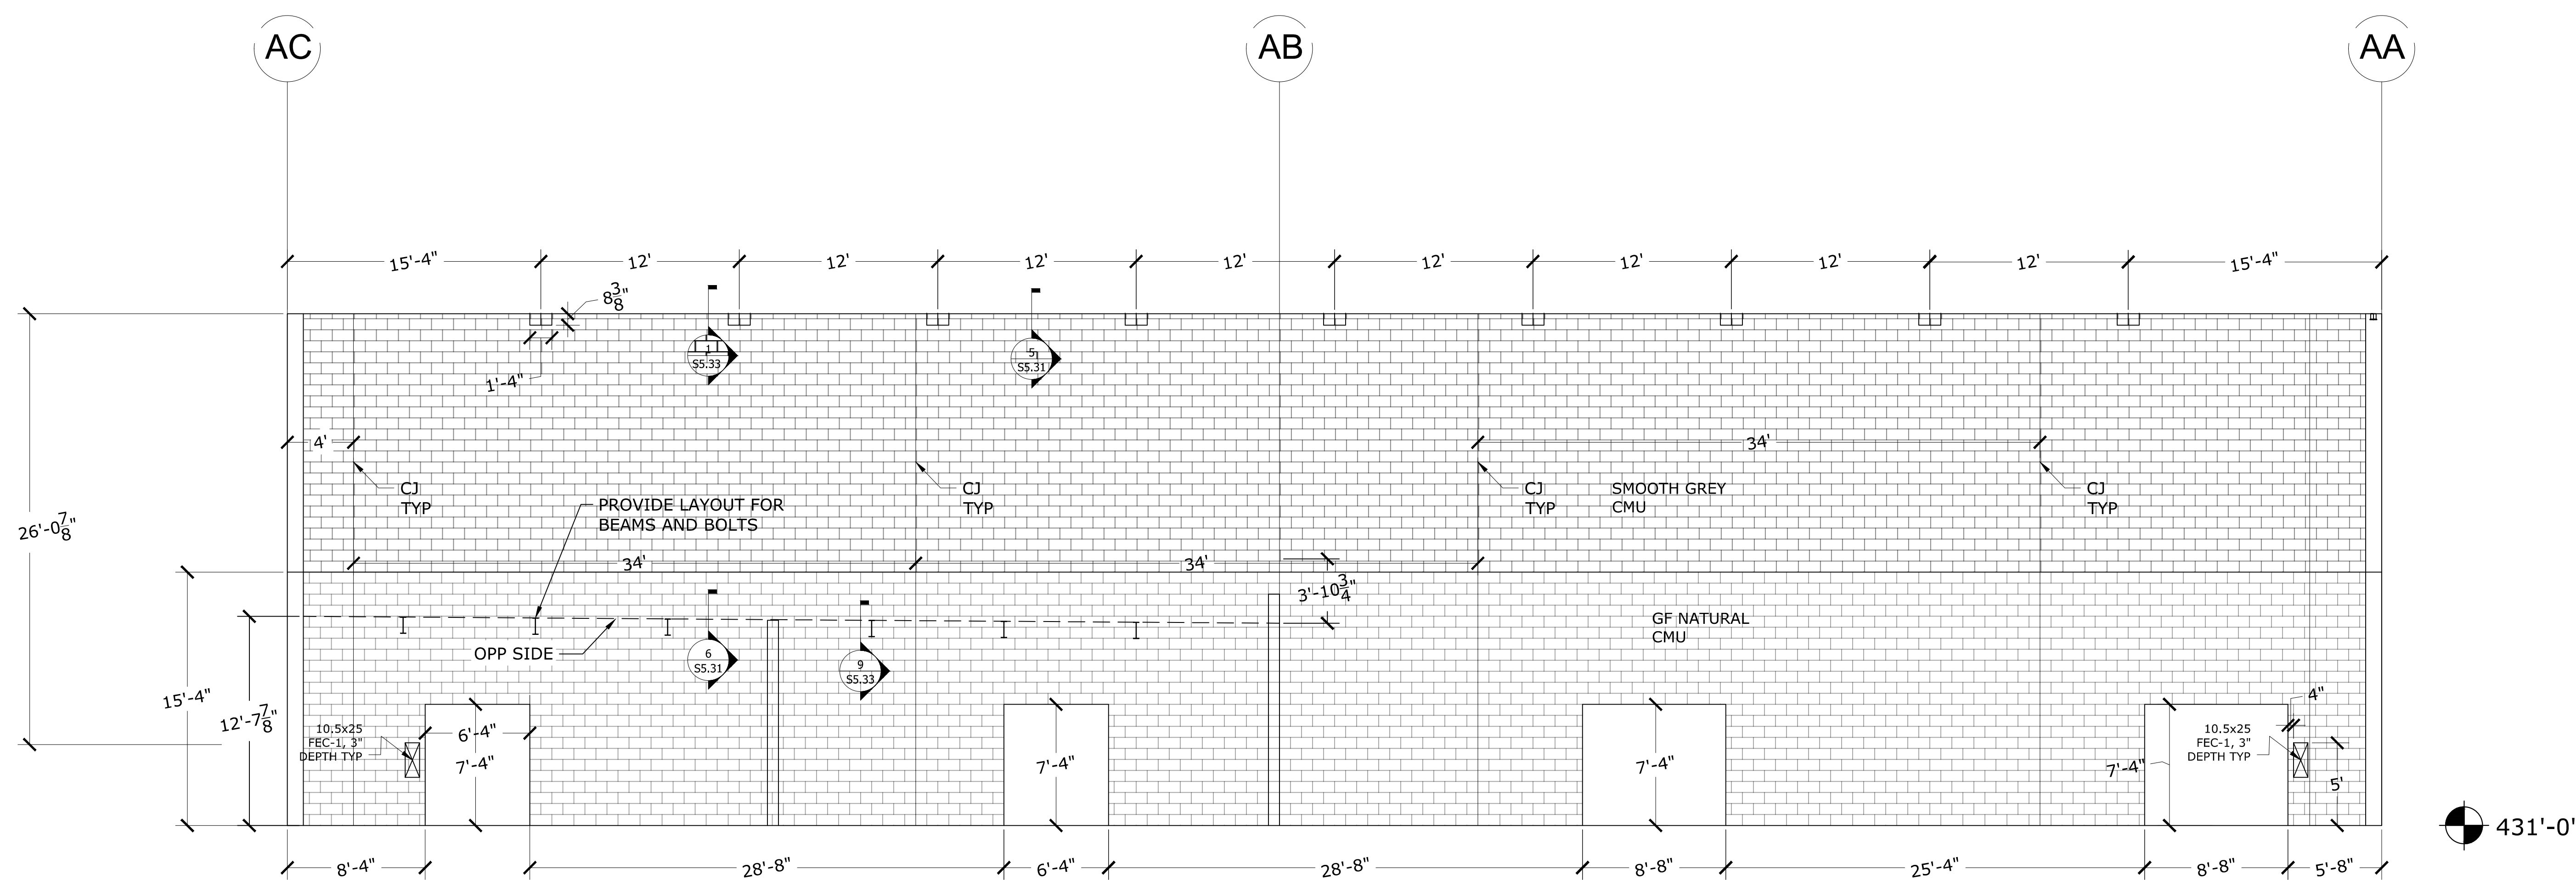 AC
AB
AA
15'-4"
12'
12'
12'
12'
12'
12'
12'
12'
15'-4"
8 3/8"
1'-4"
1
S5.33
5
S5.31
4'
34'
CJ
TYP
CJ
TYP
CJ
TYP
SMOOTH GREY
CMU
CJ
TYP
PROVIDE LAYOUT FOR
BEAMS AND BOLTS
26'-0 7/8"
34'
34'
3'-10 3/4"
GF NATURAL
CMU
OPP SIDE
6
S5.31
9
S5.33
15'-4"
12'-7 7/8"
10.5x25
FEC-1, 3"
DEPTH TYP
6'-4"
7'-4"
7'-4"
7'-4"
7'-4"
10.5x25
FEC-1, 3"
DEPTH TYP
4"
5'
431'-0'
8'-4"
28'-8"
6'-4"
28'-8"
8'-8"
25'-4"
8'-8"
5'-8"